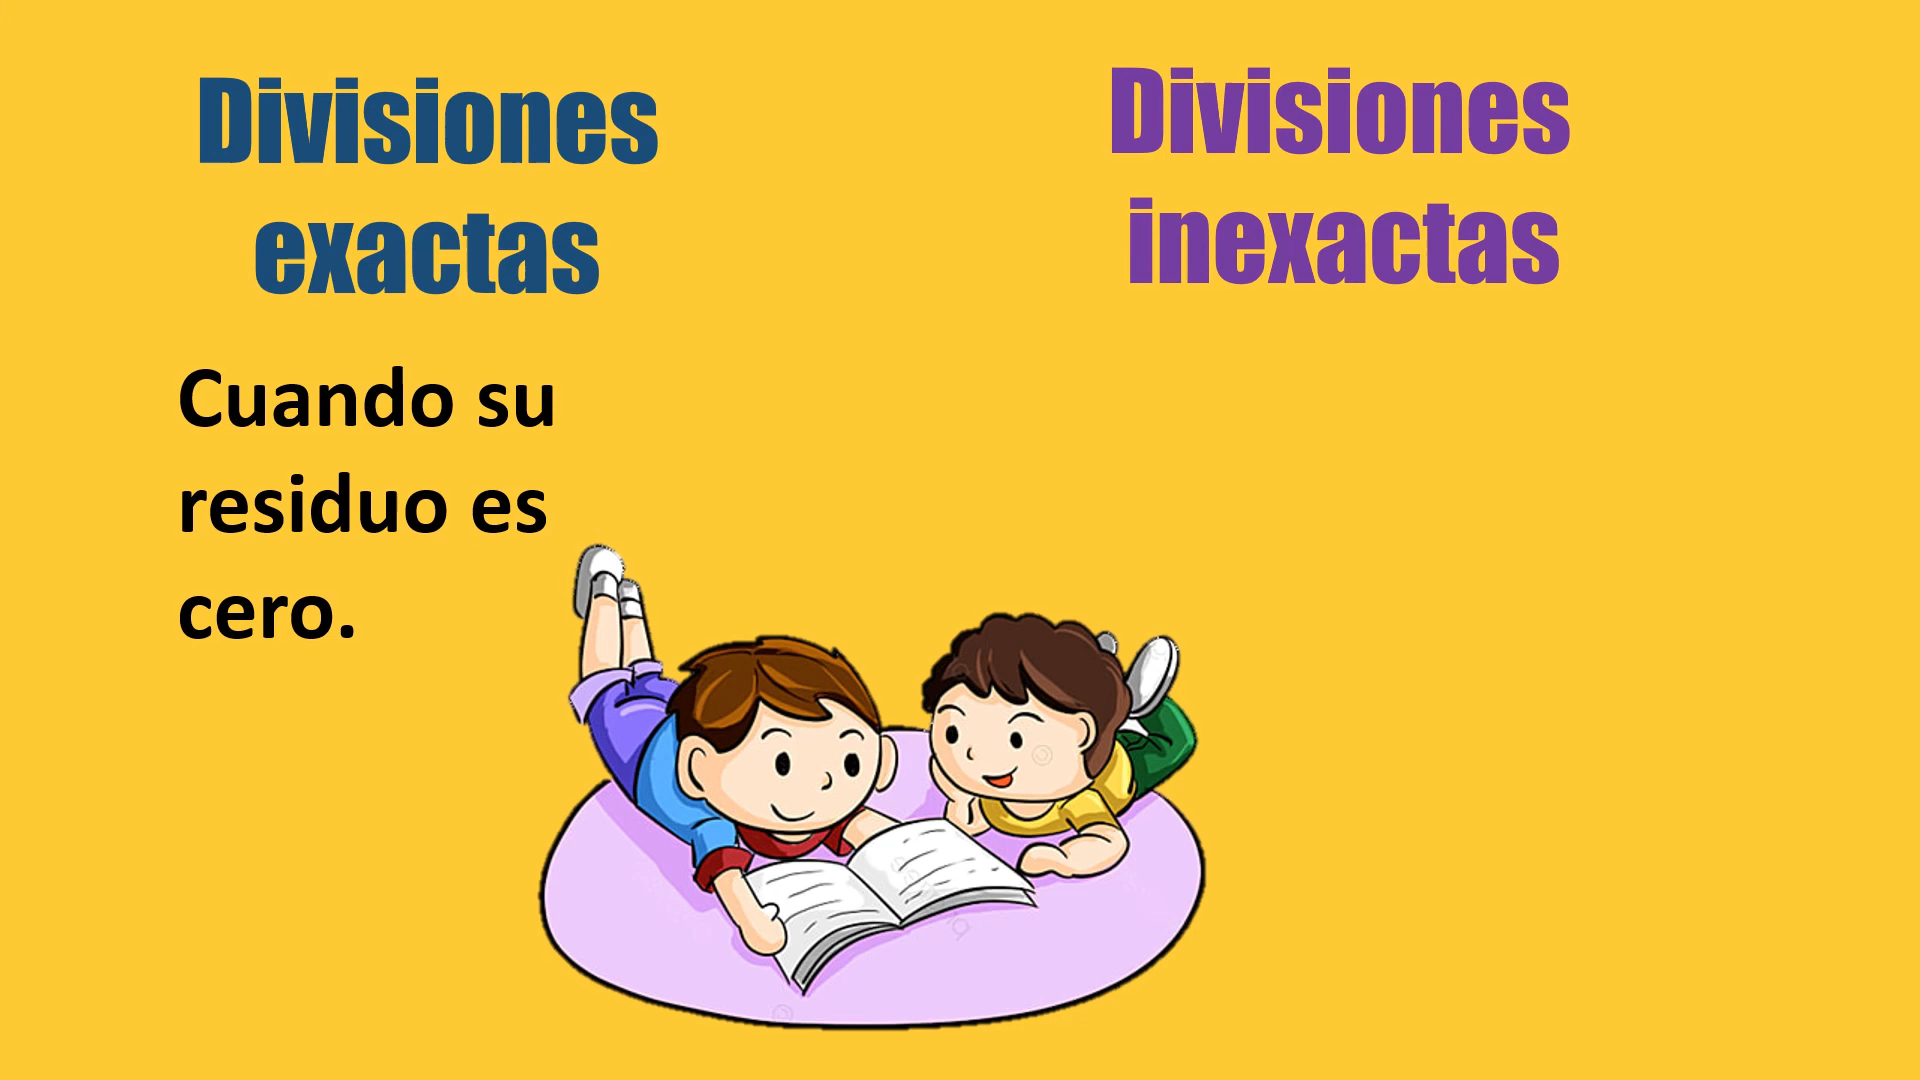 Divisiones
exactas
Cuando su
residuo es
cero.
Divisiones
inexactas